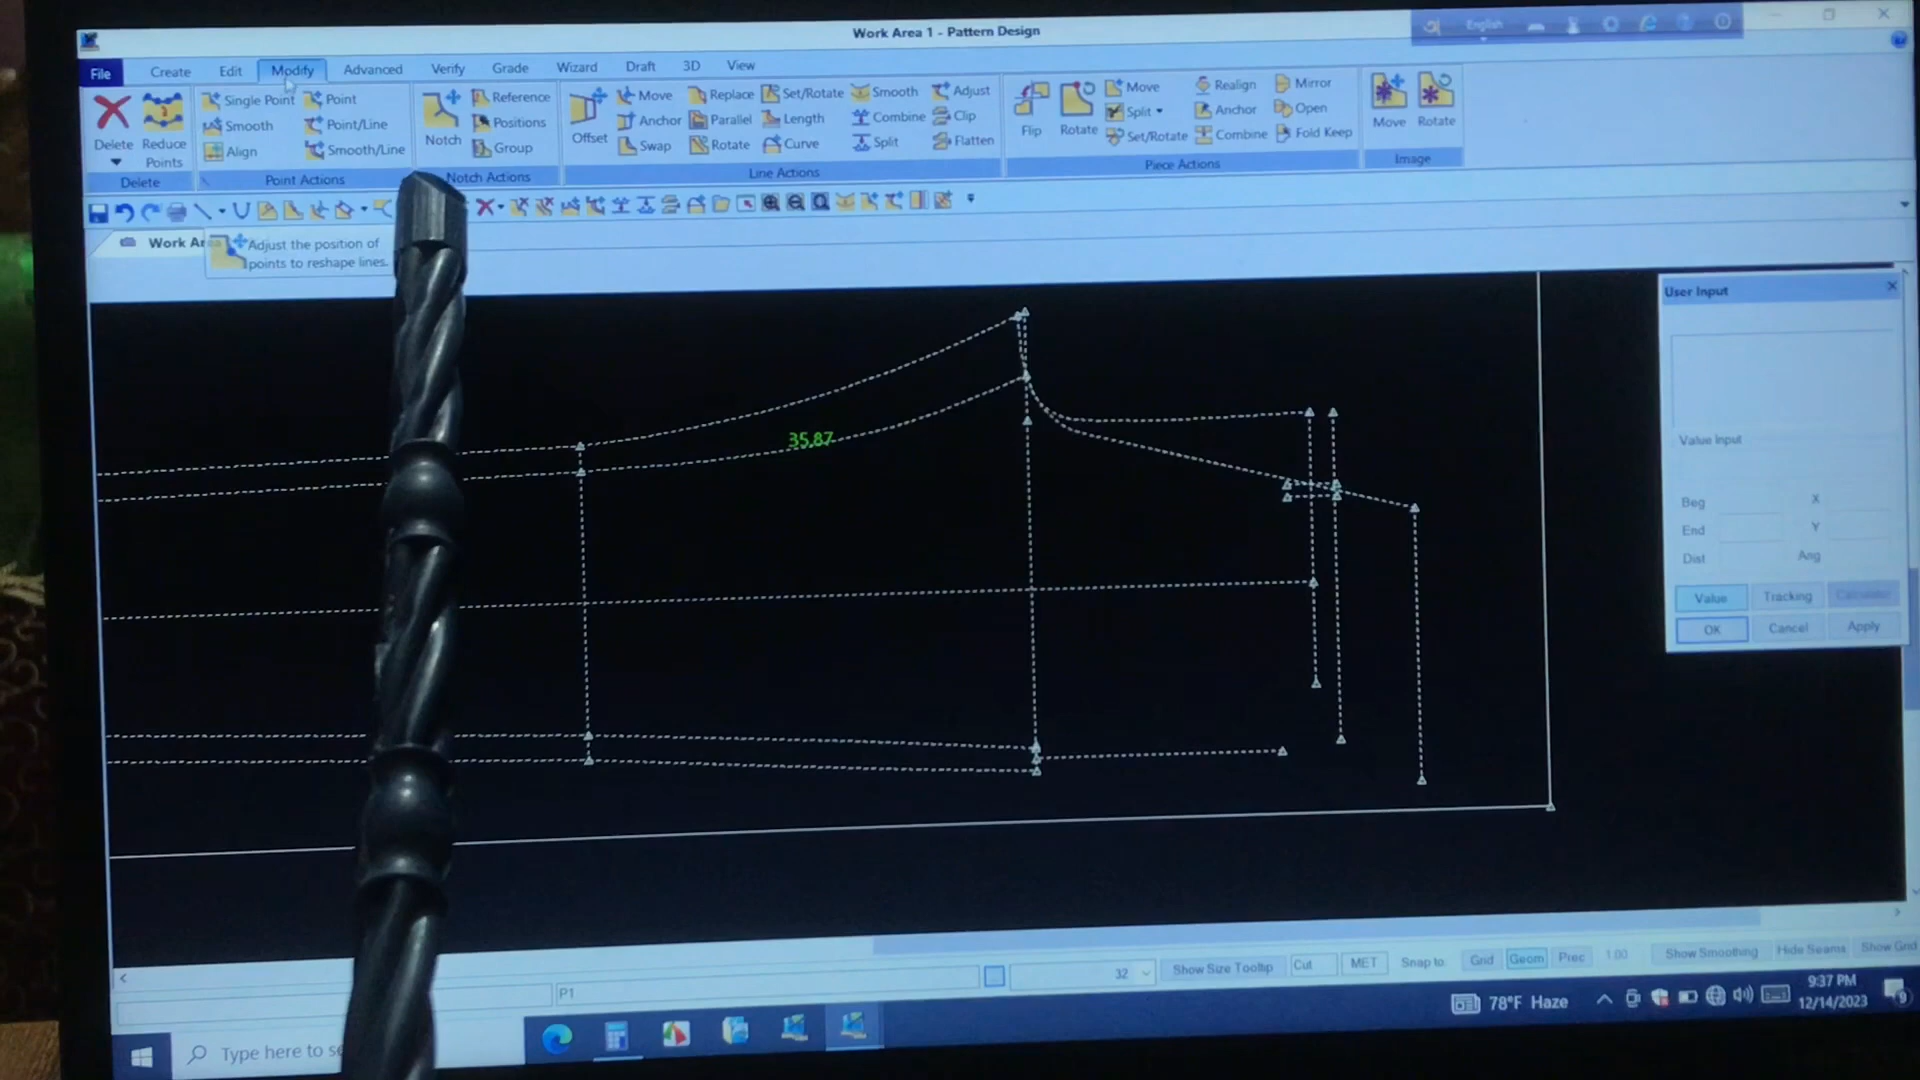 Work Area 1 - Pattern Design
English
File Create Edit Modify Advanced Verify Grade Wizard Draft 3D View
Single Point Point Reference Move Replace Set/Rotate Smooth Adjust Move Realign Mirror
Smooth Point/Line Positions Anchor Parallel Length Combine Clip Split Anchor Open
Delete Reduce Points Align Smooth/Line Notch Group Offset Swap Rotate Curve Split Flatten Flip Rotate Set/Rotate Combine Fold Keep Move Rotate
Delete Point Actions Notch Actions Line Actions Piece Actions Image
Adjust the position of
points to reshape lines.
User Input
35.87
Value Input
Beg X
End Y
Dist Ang
Value Tracking
OK Cancel Apply
P1 32 Show Size Tooltip Cut MET Snap to Grid Geom Prec 1.00 Show Smoothing Hide Seams Show Grid
Type here to
78°F Haze
9:37 PM
12/14/2023
9